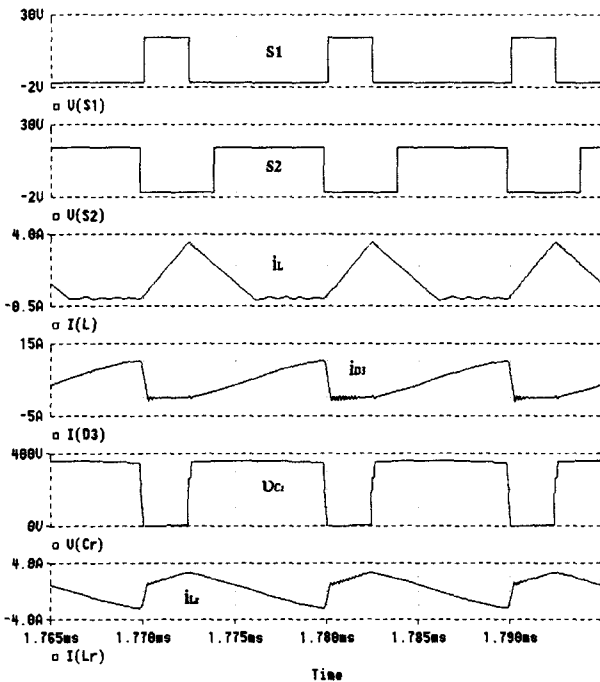 30V
S1
-2V
□ V(S1)
30V
S2
-2V
□ V(S2)
4.0A
iL
-0.5A
□ I(L)
15A
iD3
-5A
□ I(D3)
400V
υCr
0V
□ V(Cr)
4.0A
iLr
-4.0A
1.765ms 1.770ms 1.775ms 1.780ms 1.785ms 1.790ms
□ I(Lr)
Time